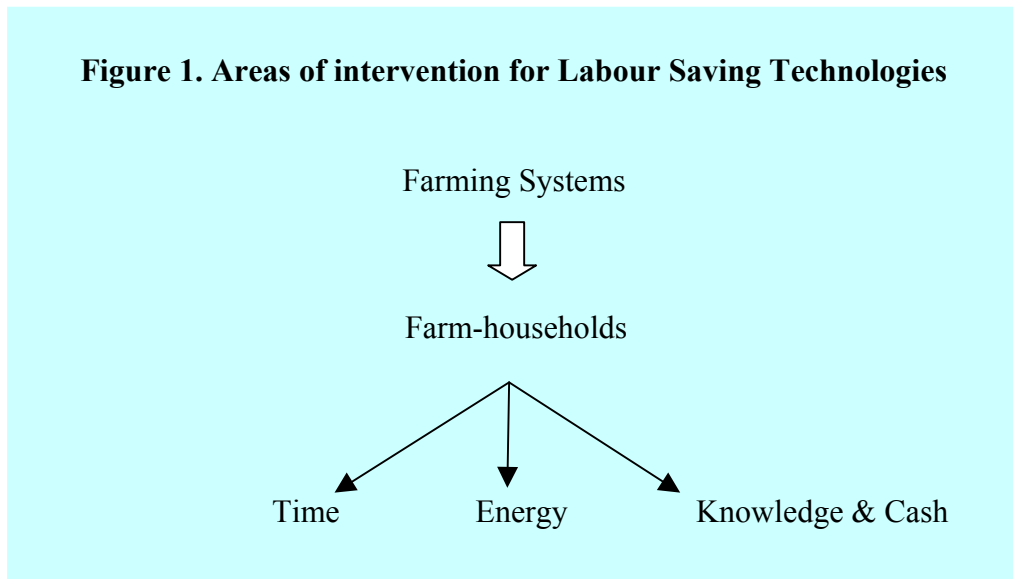 Figure 1. Areas of intervention for Labour Saving Technologies
Farming Systems
Farm-households
Time Energy Knowledge & Cash